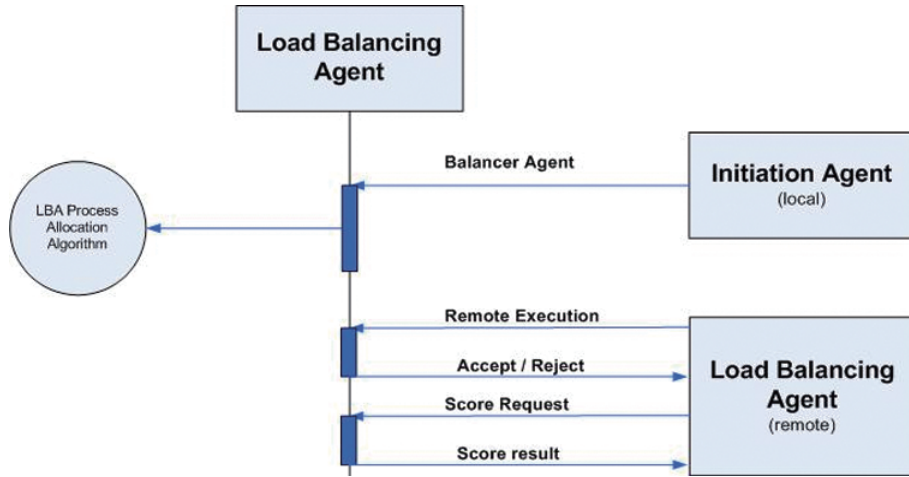 Load Balancing
Agent
Balancer Agent
Initiation Agent
(local)
LBA Process
Allocation
Algorithm
Remote Execution
Accept / Reject
Score Request
Score result
Load Balancing
Agent
(remote)